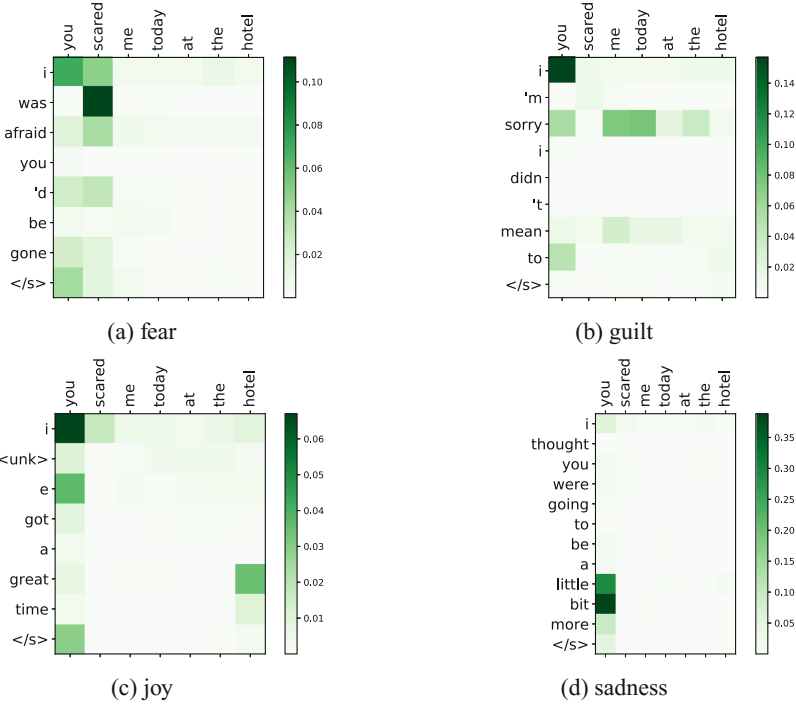 you scared me today at the hotel
i
was
afraid
you
'd
be
gone
</s>
0.10
0.08
0.06
0.04
0.02
(a) fear
you scared me today at the hotel
i
'm
sorry
i
didn
't
mean
to
</s>
0.14
0.12
0.10
0.08
0.06
0.04
0.02
(b) guilt
you scared me today at the hotel
i
<unk>
e
got
a
great
time
</s>
0.06
0.05
0.04
0.03
0.02
0.01
(c) joy
you scared me today at the hotel
i
thought
you
were
going
to
be
a
little
bit
more
</s>
0.35
0.30
0.25
0.20
0.15
0.10
0.05
(d) sadness